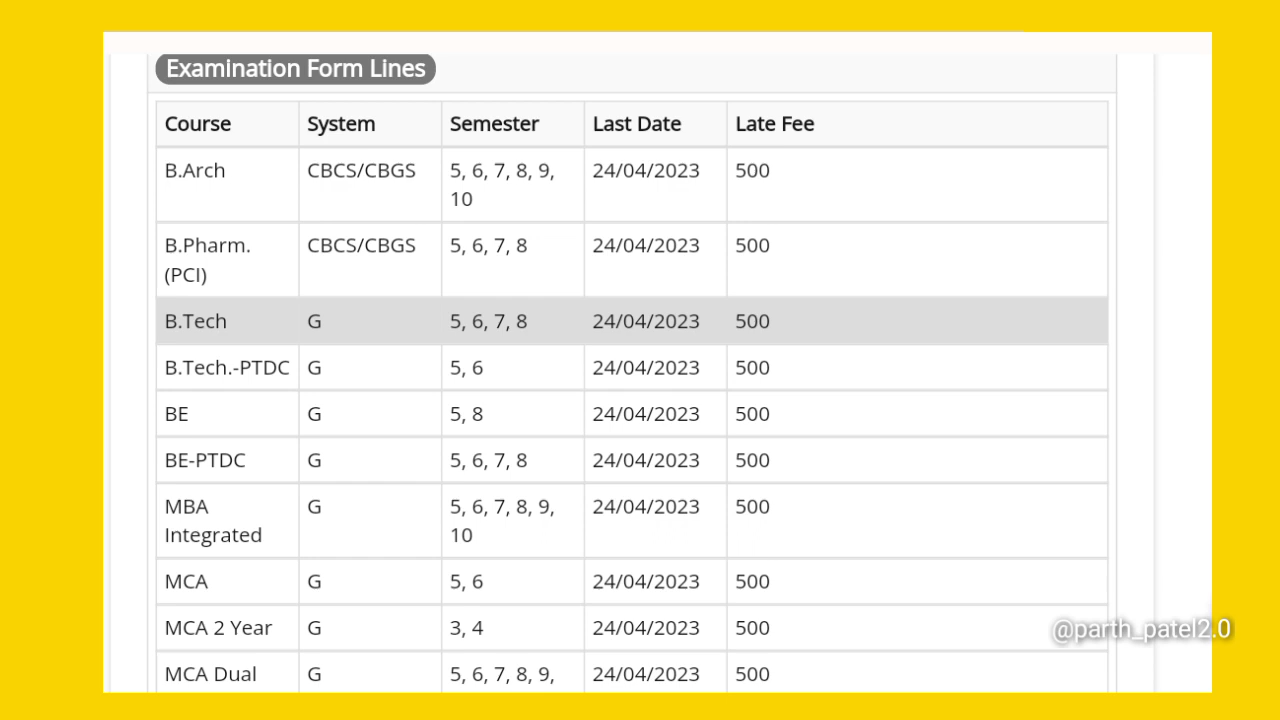 Examination Form Lines
Course System Semester Last Date Late Fee
B.Arch CBCS/CBGS 5, 6, 7, 8, 9, 24/04/2023 500
10
B.Pharm. CBCS/CBGS 5, 6, 7, 8 24/04/2023 500
(PCI)
B.Tech G 5, 6, 7, 8 24/04/2023 500
B.Tech.-PTDC G 5, 6 24/04/2023 500
BE G 5, 8 24/04/2023 500
BE-PTDC G 5, 6, 7, 8 24/04/2023 500
MBA G 5, 6, 7, 8, 9, 24/04/2023 500
Integrated 10
MCA G 5, 6 24/04/2023 500
MCA 2 Year G 3, 4 24/04/2023 500
@parth_patel2.0
MCA Dual G 5, 6, 7, 8, 9, 24/04/2023 500